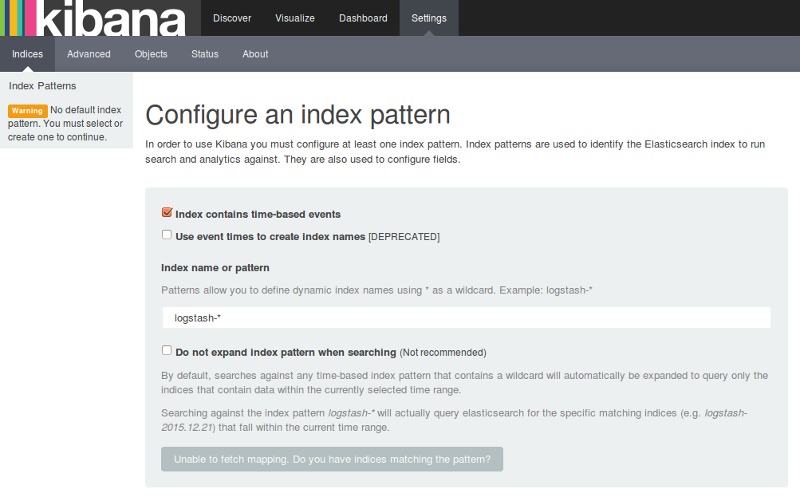 kibana
Discover
Visualize
Dashboard
Settings
Indices
Advanced
Objects
Status
About
Index Patterns
Warning No default index
pattern. You must select or
create one to continue.
Configure an index pattern
In order to use Kibana you must configure at least one index pattern. Index patterns are used to identify the Elasticsearch index to run
search and analytics against. They are also used to configure fields.
Index contains time-based events
Use event times to create index names [DEPRECATED]
Index name or pattern
Patterns allow you to define dynamic index names using * as a wildcard. Example: logstash-*
logstash-*
Do not expand index pattern when searching (Not recommended)
By default, searches against any time-based index pattern that contains a wildcard will automatically be expanded to query only the
indices that contain data within the currently selected time range.
Searching against the index pattern logstash-* will actually query elasticsearch for the specific matching indices (e.g. logstash-
2015.12.21) that fall within the current time range.
Unable to fetch mapping. Do you have indices matching the pattern?